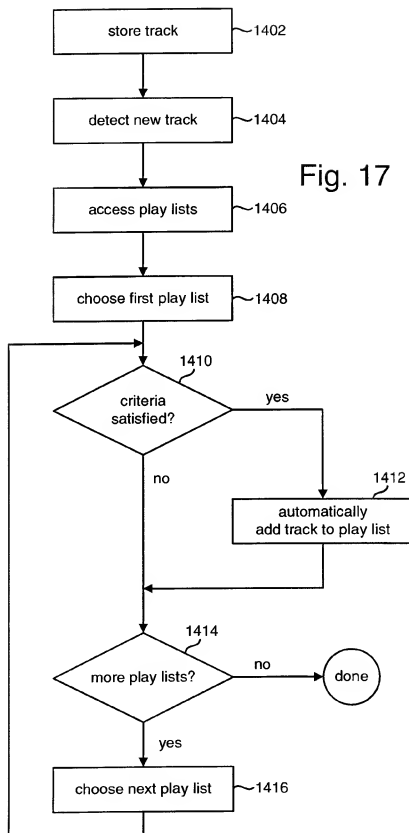 store track
1402
detect new track
1404
Fig. 17
access play lists
1406
choose first play list
1408
1410
criteria
satisfied?
yes
no
1412
automatically
add track to play list
1414
more play lists?
no
done
yes
choose next play list
1416